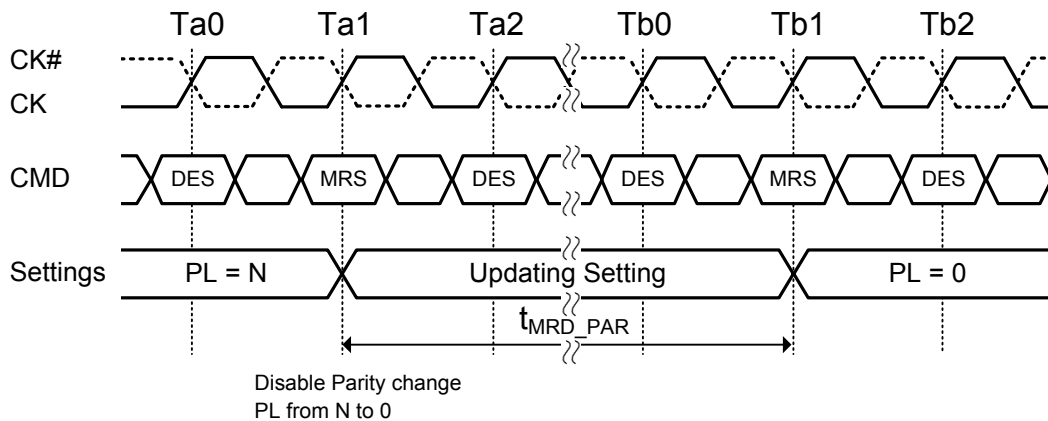 Ta0 Ta1 Ta2 Tb0 Tb1 Tb2
CK#
CK
CMD DES MRS DES DES MRS DES
Settings PL = N Updating Setting PL = 0
tMRD_PAR
Disable Parity change
PL from N to 0